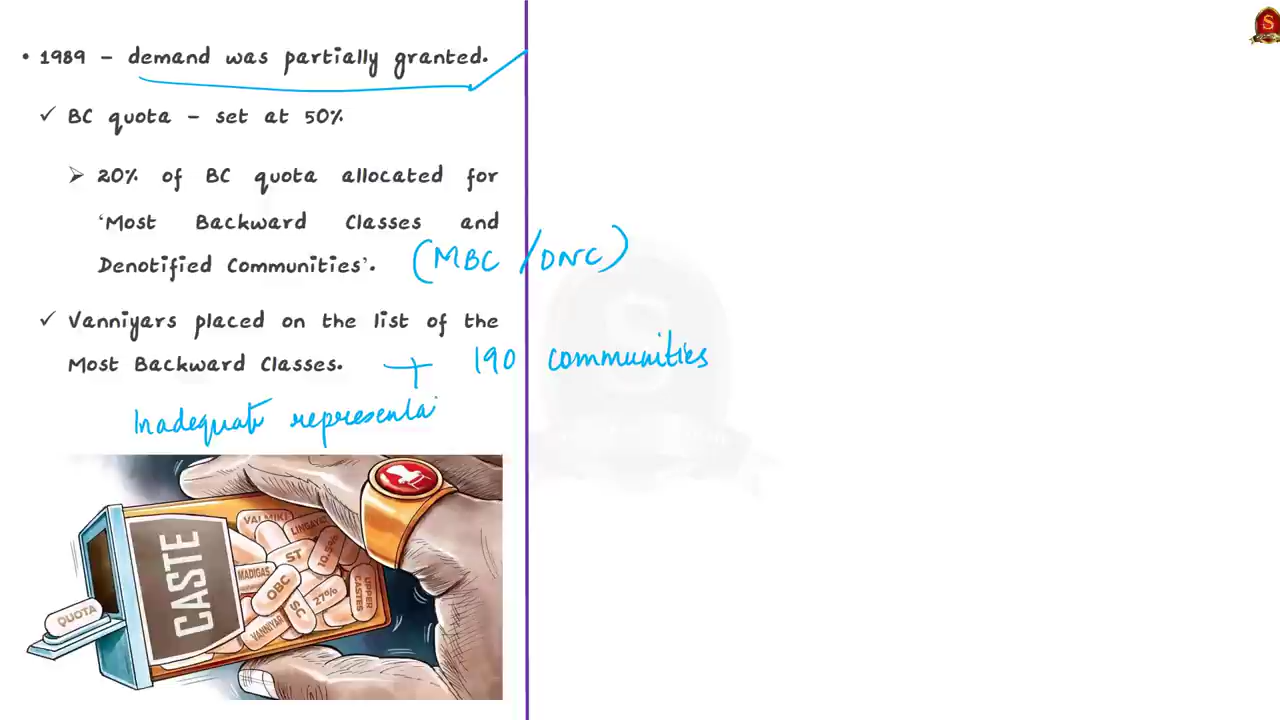 • 1989 – demand was partially granted.
✓ BC quota – set at 50%
➢ 20% of BC quota allocated for
‘Most Backward Classes and
Denotified Communities’. (MBC / DNC)
✓ Vanniyars placed on the list of the
Most Backward Classes. + 190 communities
Inadequate representa
CASTE
QUOTA
VALMIKI
LINGAYAT
ST
10.5%
MADIGAS
OBC
SC
27%
UPPER
CASTES
VANNIYAR
S